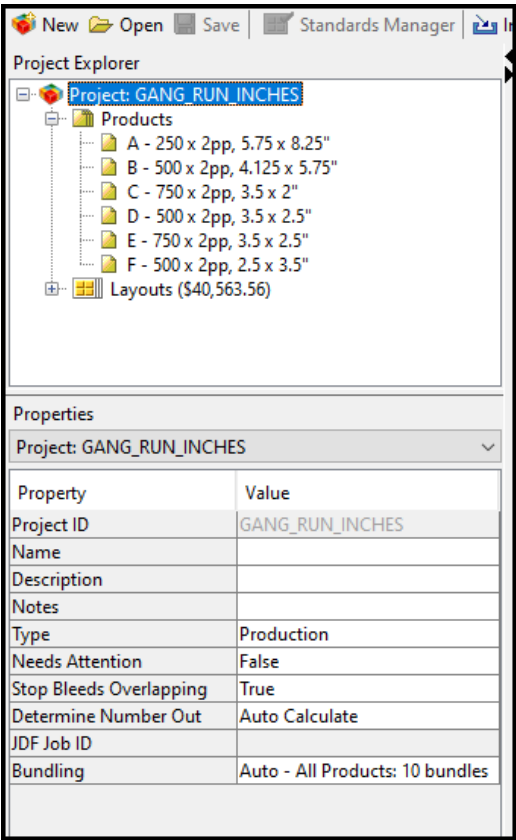 New Open Save Standards Manager
Project Explorer
Project: GANG_RUN_INCHES
Products
A - 250 x 2pp, 5.75 x 8.25"
B - 500 x 2pp, 4.125 x 5.75"
C - 750 x 2pp, 3.5 x 2"
D - 500 x 2pp, 3.5 x 2.5"
E - 750 x 2pp, 3.5 x 2.5"
F - 500 x 2pp, 2.5 x 3.5"
Layouts ($40,563.56)
Properties
Project: GANG_RUN_INCHES
Property Value
Project ID GANG_RUN_INCHES
Name
Description
Notes
Type Production
Needs Attention False
Stop Bleeds Overlapping True
Determine Number Out Auto Calculate
JDF Job ID
Bundling Auto - All Products: 10 bundles